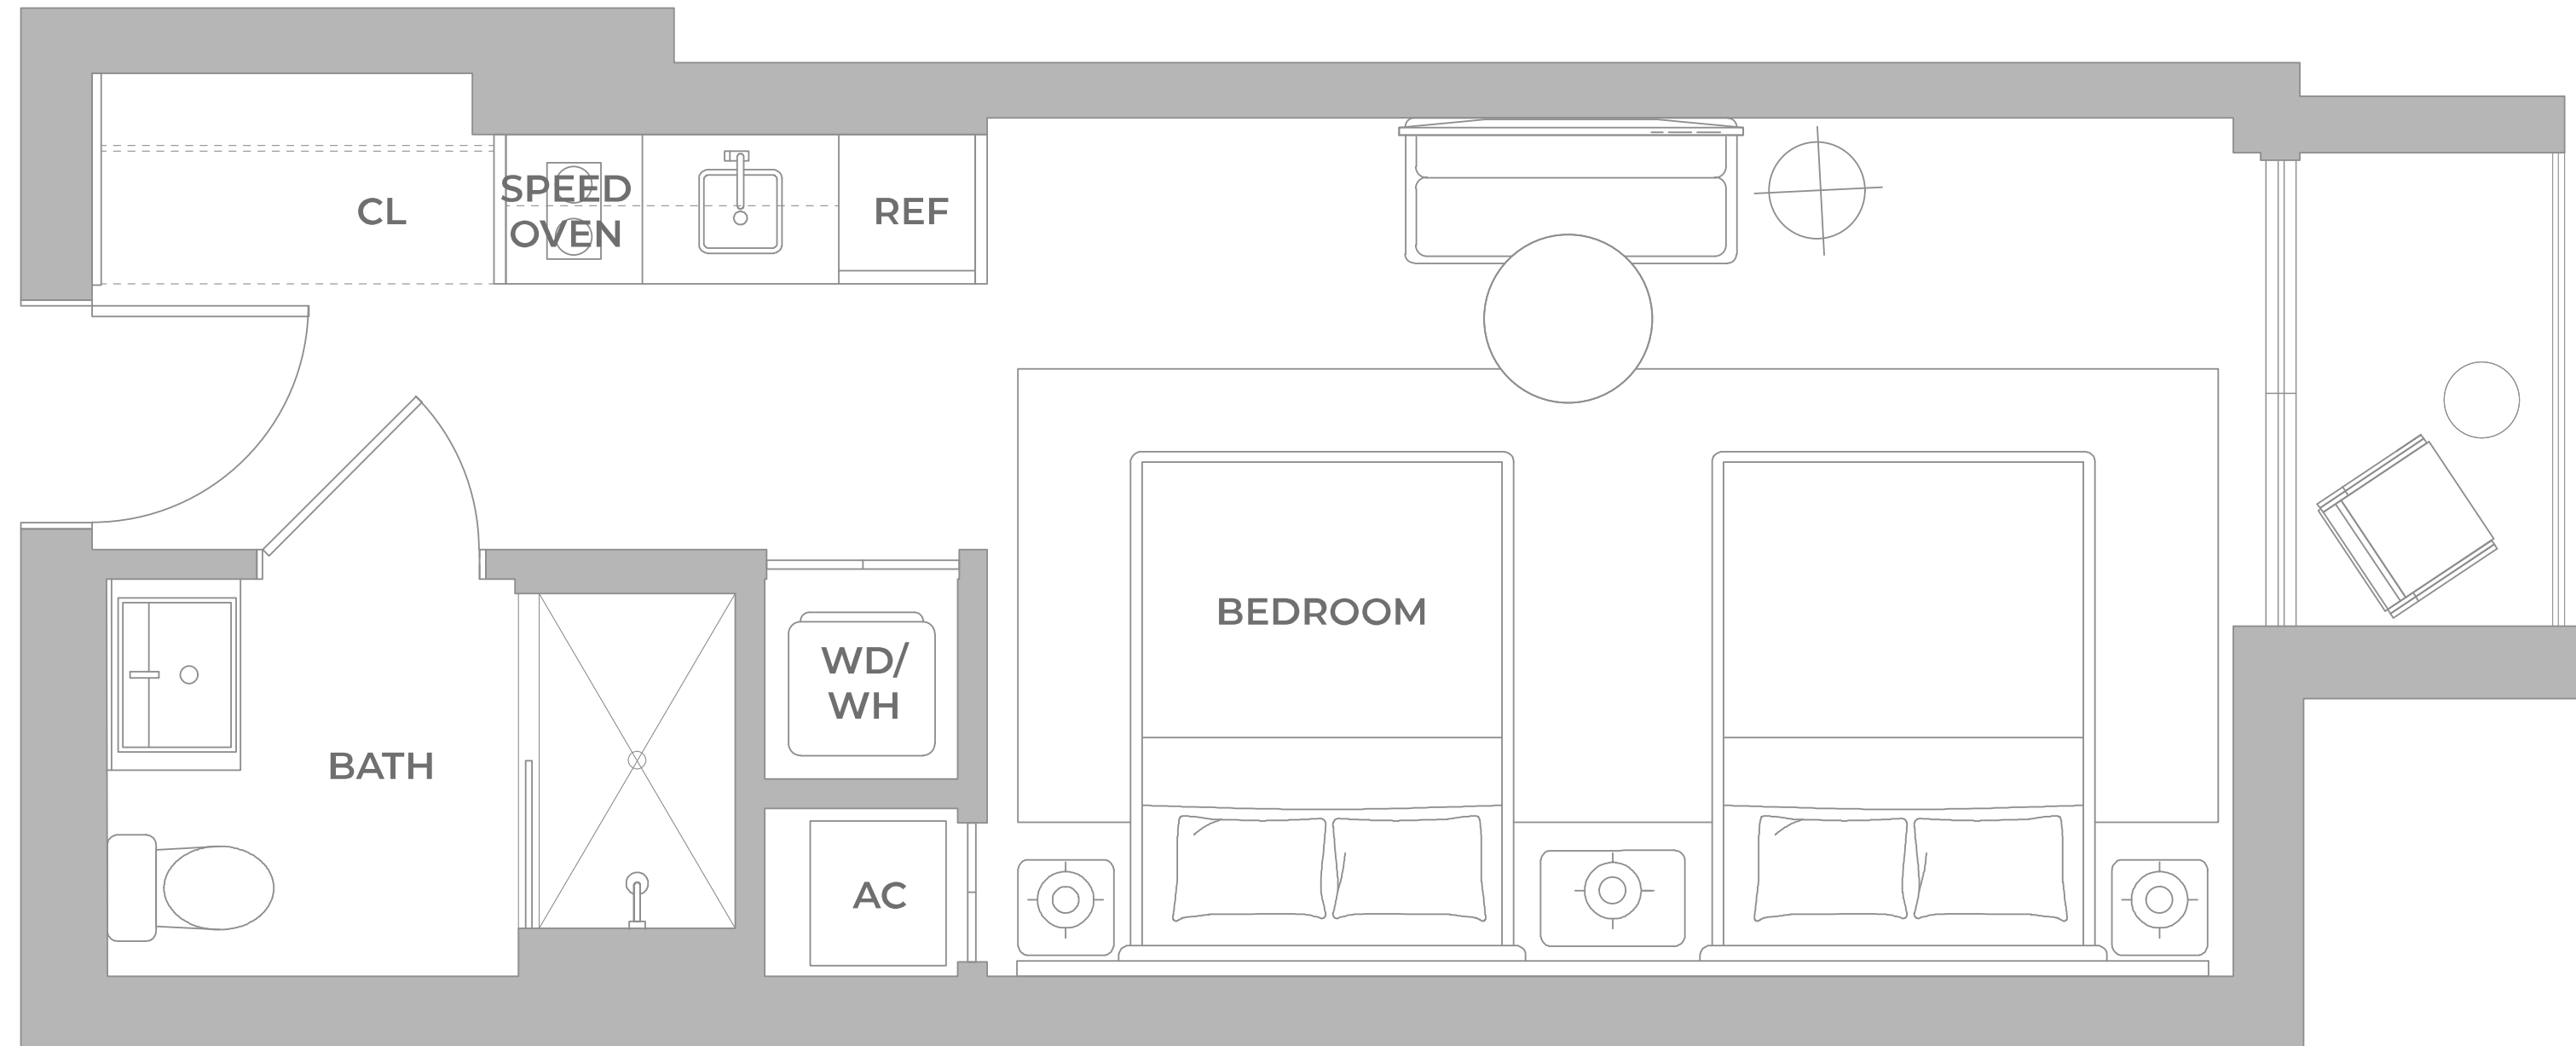 CL
SPEED
OVEN
REF
BEDROOM
WD/
WH
BATH
AC